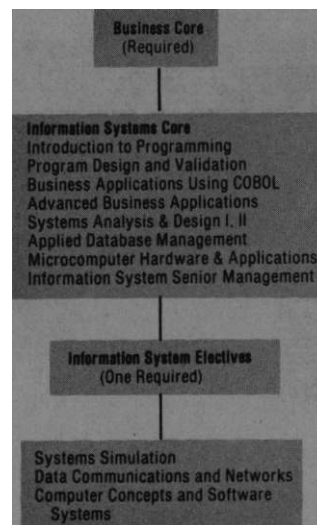 Business Core
(Required)
Information Systems Core
Introduction to Programming
Program Design and Validation
Business Applications Using COBOL
Advanced Business Applications
Systems Analysis & Design I, II
Applied Database Management
Microcomputer Hardware & Applications
Information System Senior Management
Information System Electives
(One Required)
Systems Simulation
Data Communications and Networks
Computer Concepts and Software
Systems